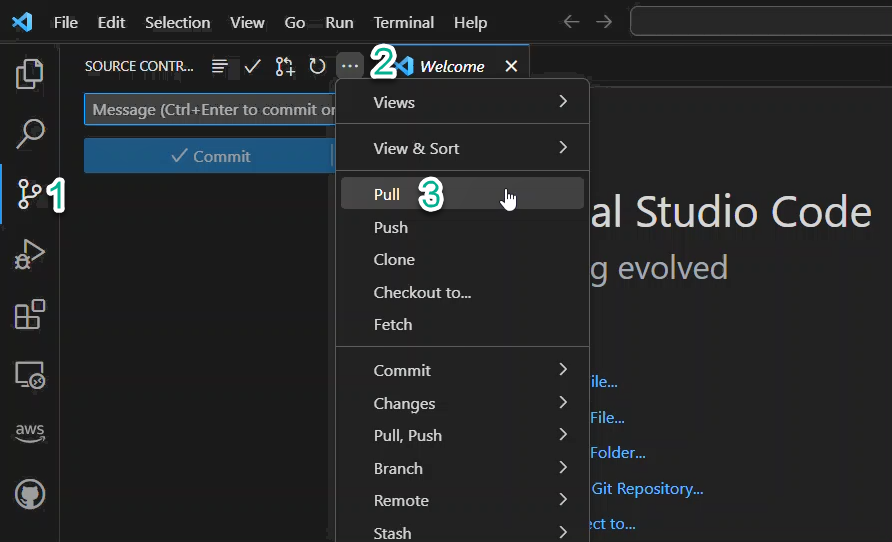 File Edit Selection View Go Run Terminal Help
SOURCE CONTR... 2 Welcome
Message (Ctrl+Enter to commit or
Commit
1
Views
View & Sort
Pull 3
Push
Clone
Checkout to...
Fetch
Commit
Changes
Pull, Push
Branch
Remote
Stash
aws
al Studio Code
g evolved
ile...
File...
Folder...
Git Repository...
ect to...